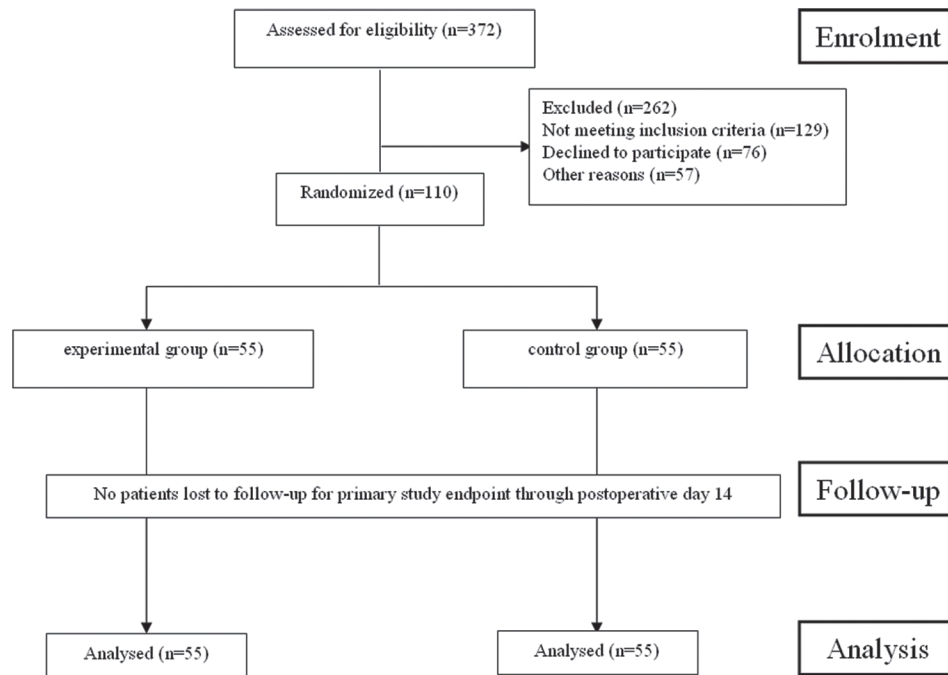 Assessed for eligibility (n=372)
Enrolment
Excluded (n=262)
Not meeting inclusion criteria (n=129)
Declined to participate (n=76)
Other reasons (n=57)
Randomized (n=110)
experimental group (n=55)
control group (n=55)
Allocation
No patients lost to follow-up for primary study endpoint through postoperative day 14
Follow-up
Analysed (n=55)
Analysed (n=55)
Analysis